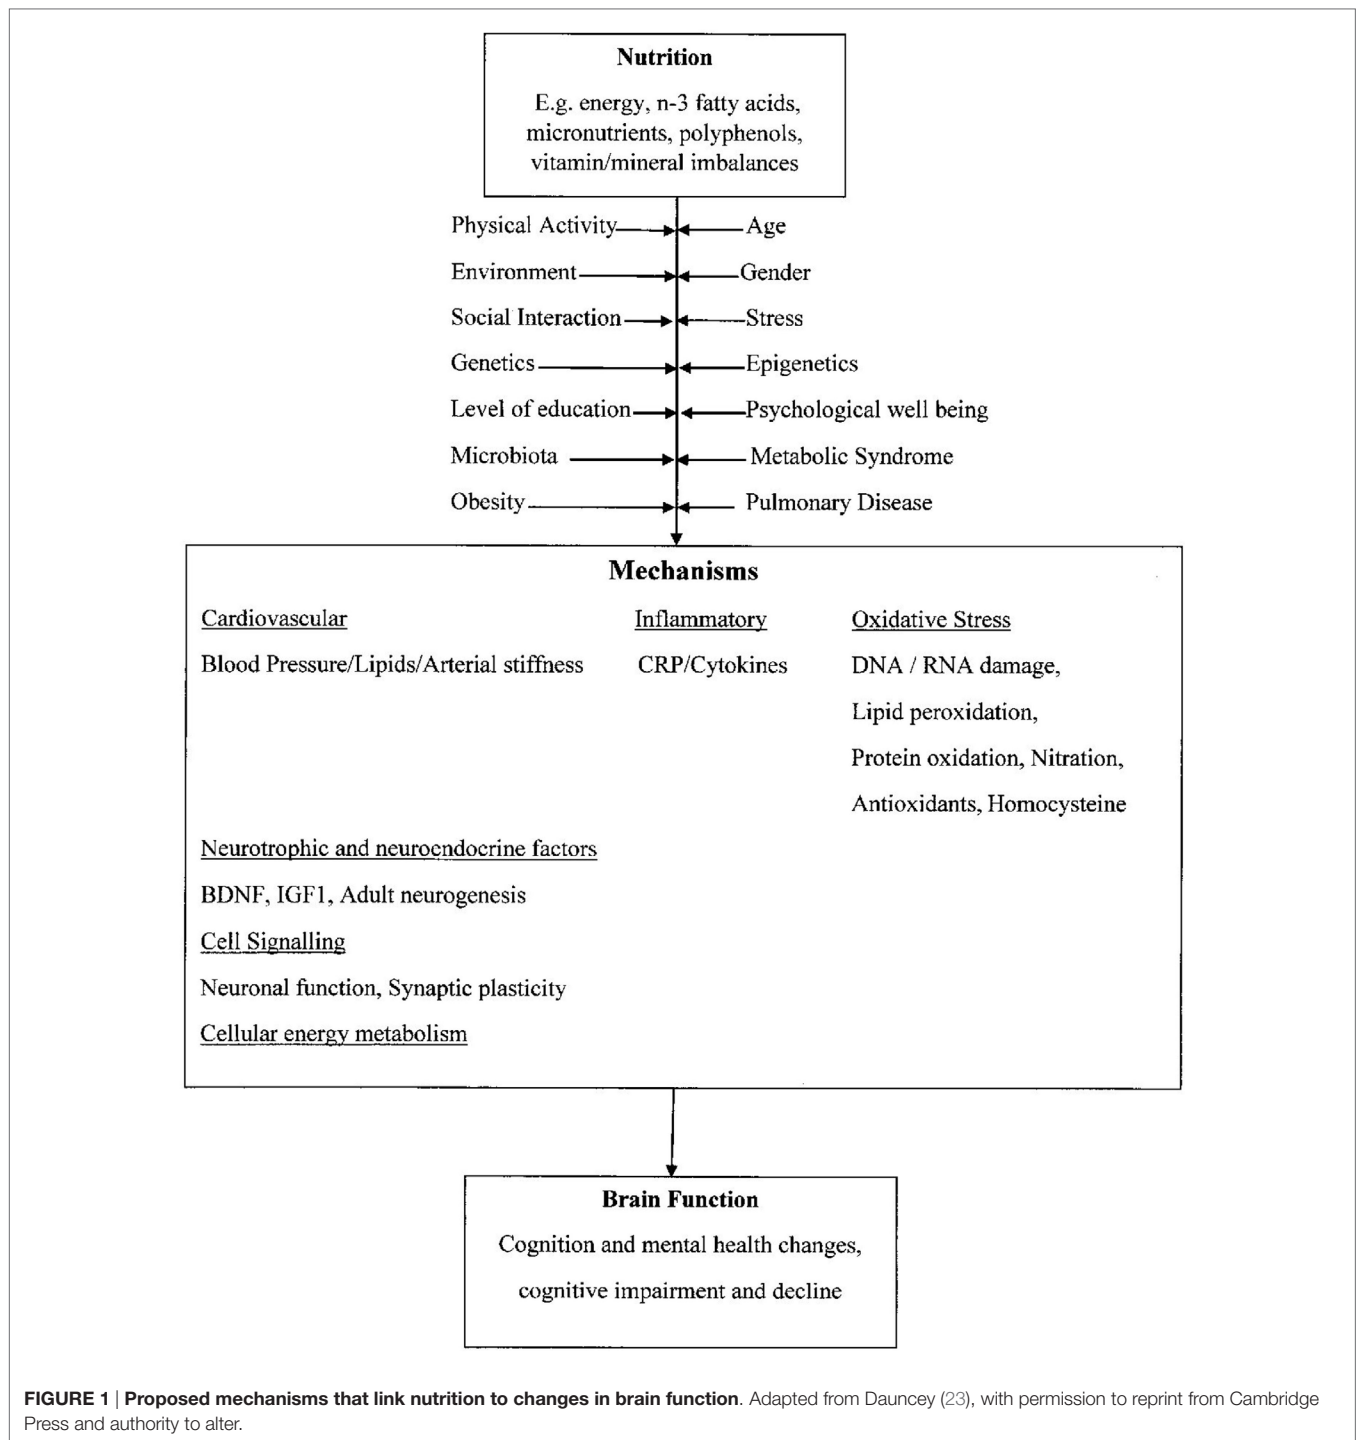 Nutrition
E.g. energy, n-3 fatty acids,
micronutrients, polyphenols,
vitamin/mineral imbalances
Physical Activity Age
Environment Gender
Social Interaction Stress
Genetics Epigenetics
Level of education Psychological well being
Microbiota Metabolic Syndrome
Obesity Pulmonary Disease
Mechanisms
Cardiovascular Inflammatory Oxidative Stress
Blood Pressure/Lipids/Arterial stiffness CRP/Cytokines DNA / RNA damage,
Lipid peroxidation,
Protein oxidation, Nitration,
Antioxidants, Homocysteine
Neurotrophic and neuroendocrine factors
BDNF, IGF1, Adult neurogenesis
Cell Signalling
Neuronal function, Synaptic plasticity
Cellular energy metabolism
Brain Function
Cognition and mental health changes,
cognitive impairment and decline
FIGURE 1 | Proposed mechanisms that link nutrition to changes in brain function. Adapted from Dauncey (23), with permission to reprint from Cambridge
Press and authority to alter.